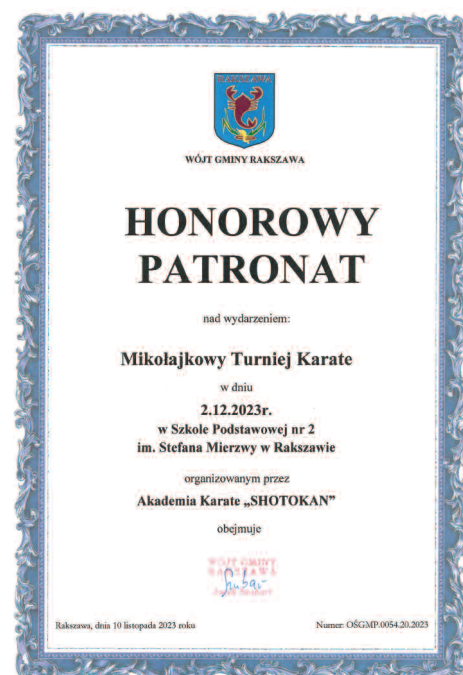 RAKSZAWA
WÓJT GMINY RAKSZAWA
HONOROWY
PATRONAT
nad wydarzeniem:
Mikołajkowy Turniej Karate
w dniu
2.12.2023r.
w Szkole Podstawowej nr 2
im. Stefana Mierzwy w Rakszawie
organizowanym przez
Akademia Karate „SHOTOKAN”
obejmuje
WÓJT GMINY
RAKSZAWA
Rakszawa, dnia 10 listopada 2023 roku
Numer: OŚGMP.0054.20.2023